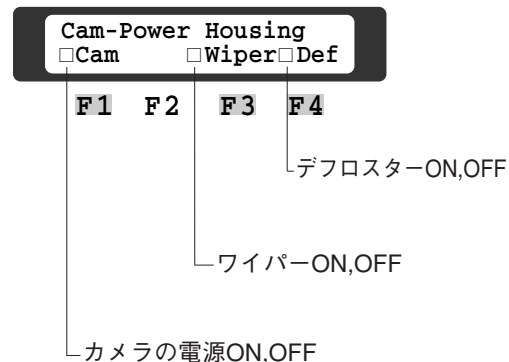 Cam-Power Housing
□Cam □Wiper□Def
F1 F2 F3 F4
デフロスターON,OFF
ワイパーON,OFF
カメラの電源ON,OFF